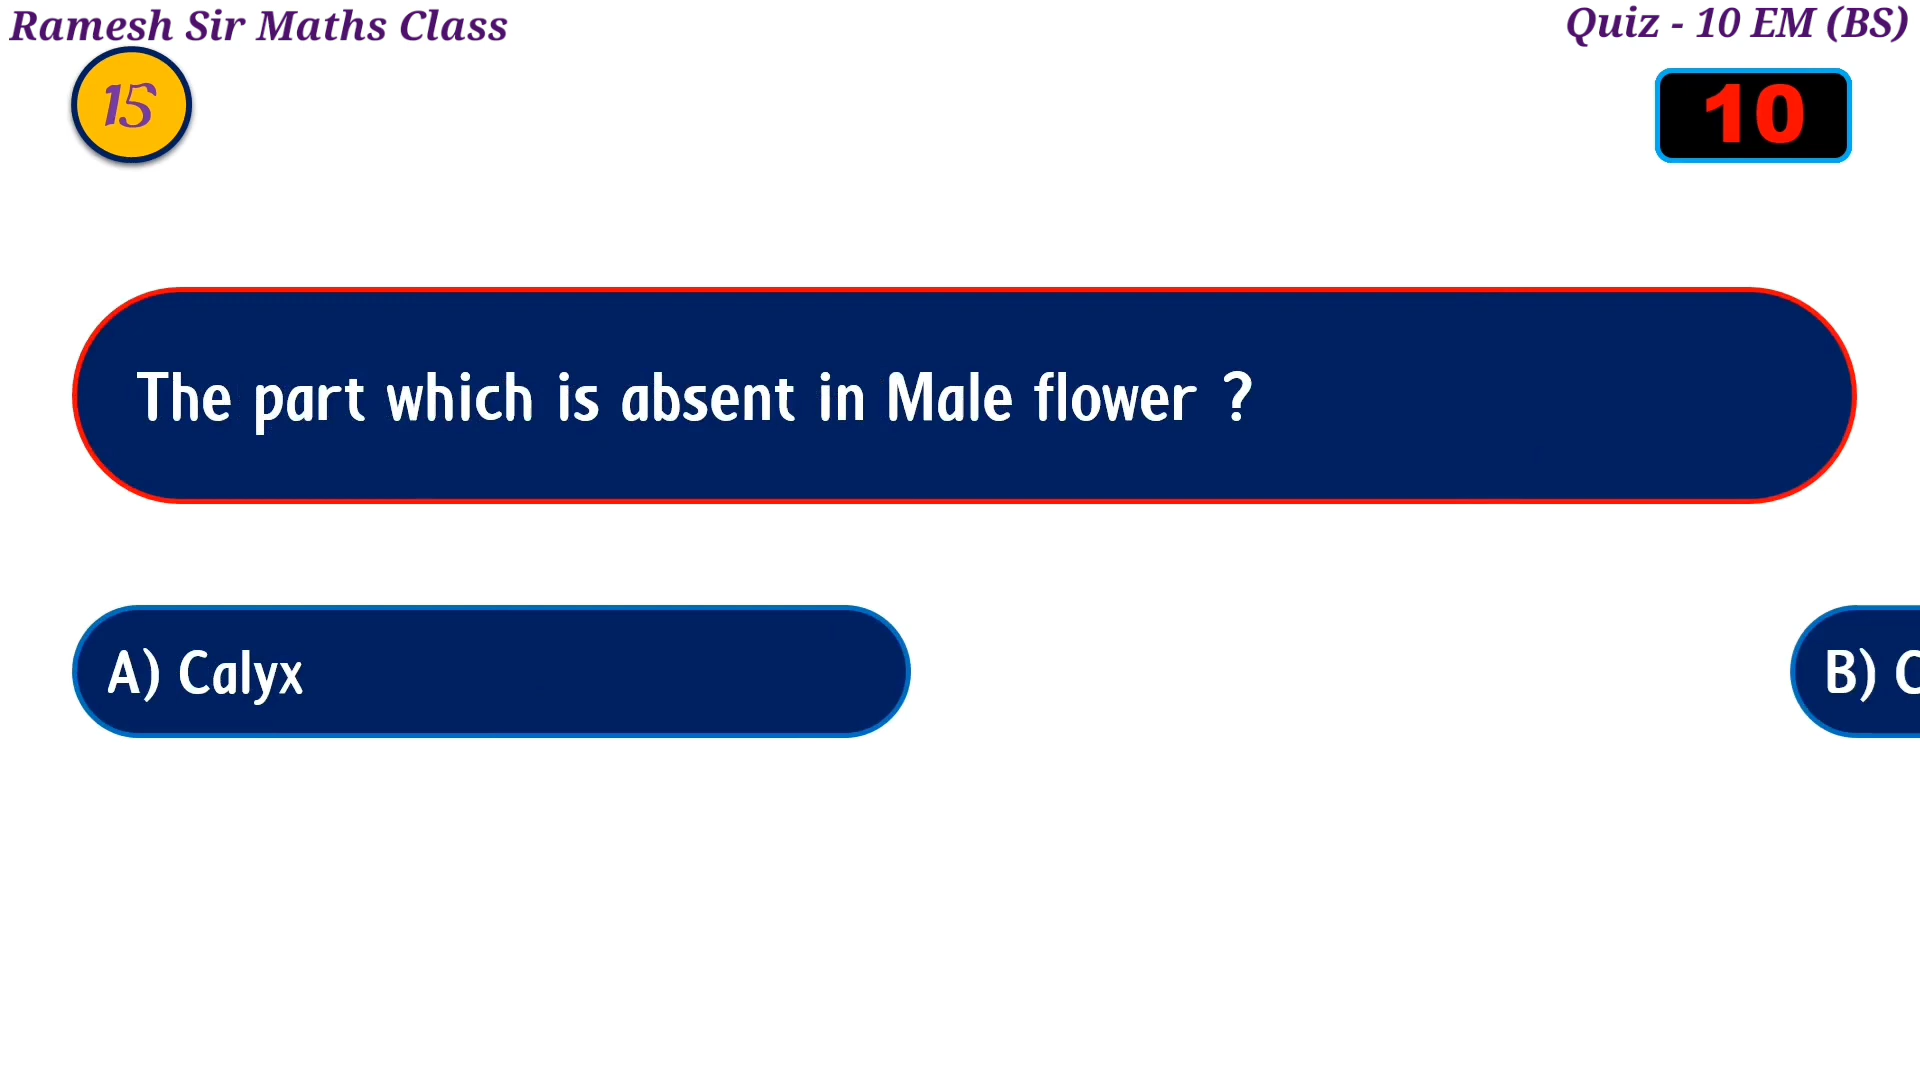 Ramesh Sir Maths Class
Quiz - 10 EM (BS)
15
10
The part which is absent in Male flower ?
A) Calyx
B)